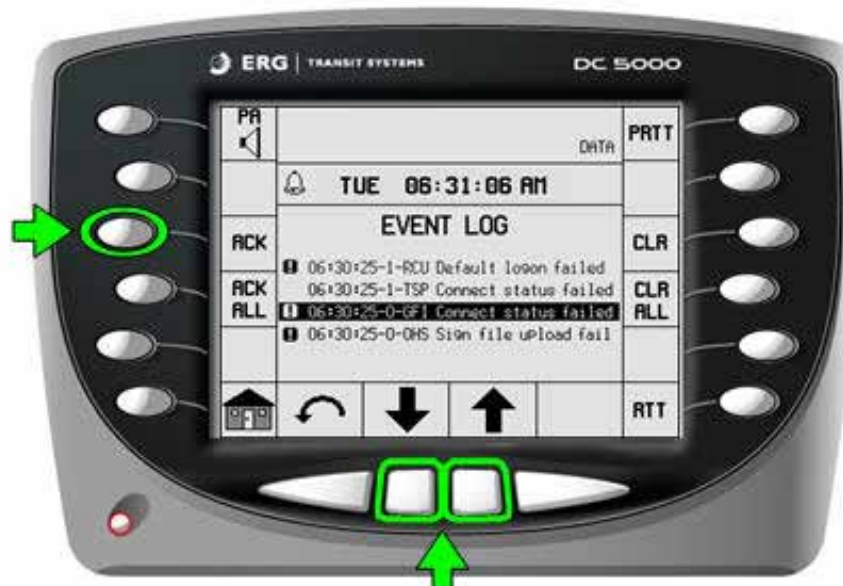 ERG | TRANSIT SYSTEMS
DC 5000
PA
DATA
PRTT
TUE 06:31:06 AM
EVENT LOG
ACK
CLR
06:30:25-1-RCU Default logon failed
06:30:25-1-TSP Connect status failed
ACK ALL
CLR ALL
06:30:25-0-GFI Connect status failed
06:30:25-0-OHS Sign file upload fail
RTT